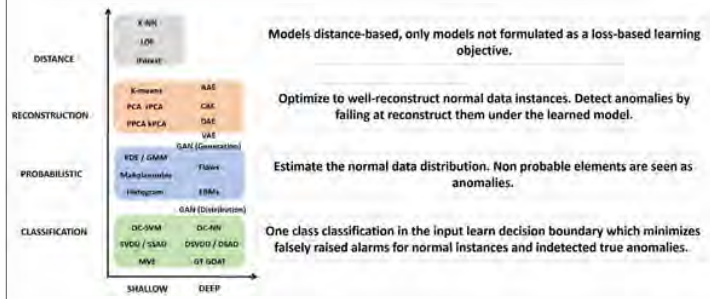 K-NN
LOF
iForest
DISTANCE
Models distance-based, only models not formulated as a loss-based learning
objective.
K-means
AAE
PCA rPCA
CAE
PPCA kPCA
DAE
VAE
GAN (Generation)
RECONSTRUCTION
Optimize to well-reconstruct normal data instances. Detect anomalies by
failing at reconstruct them under the learned model.
KDE / GMM
Flows
Mahalanobis
Histogram
EBMs
GAN (Distribution)
PROBABILISTIC
Estimate the normal data distribution. Non probable elements are seen as
anomalies.
OC-SVM
OC-NN
SVDD / SSAD
DSVDD / DSAD
MVE
GT GOAT
CLASSIFICATION
One class classification in the input learn decision boundary which minimizes
falsely raised alarms for normal instances and indetected true anomalies.
SHALLOW
DEEP